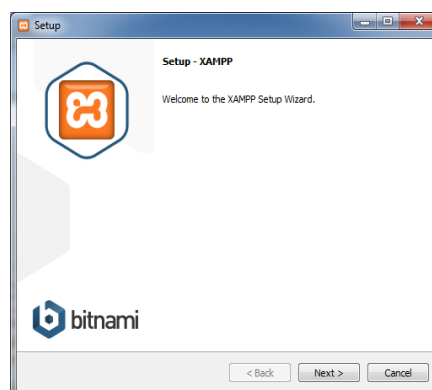 Setup
Setup - XAMPP
Welcome to the XAMPP Setup Wizard.
bitnami
< Back
Next >
Cancel